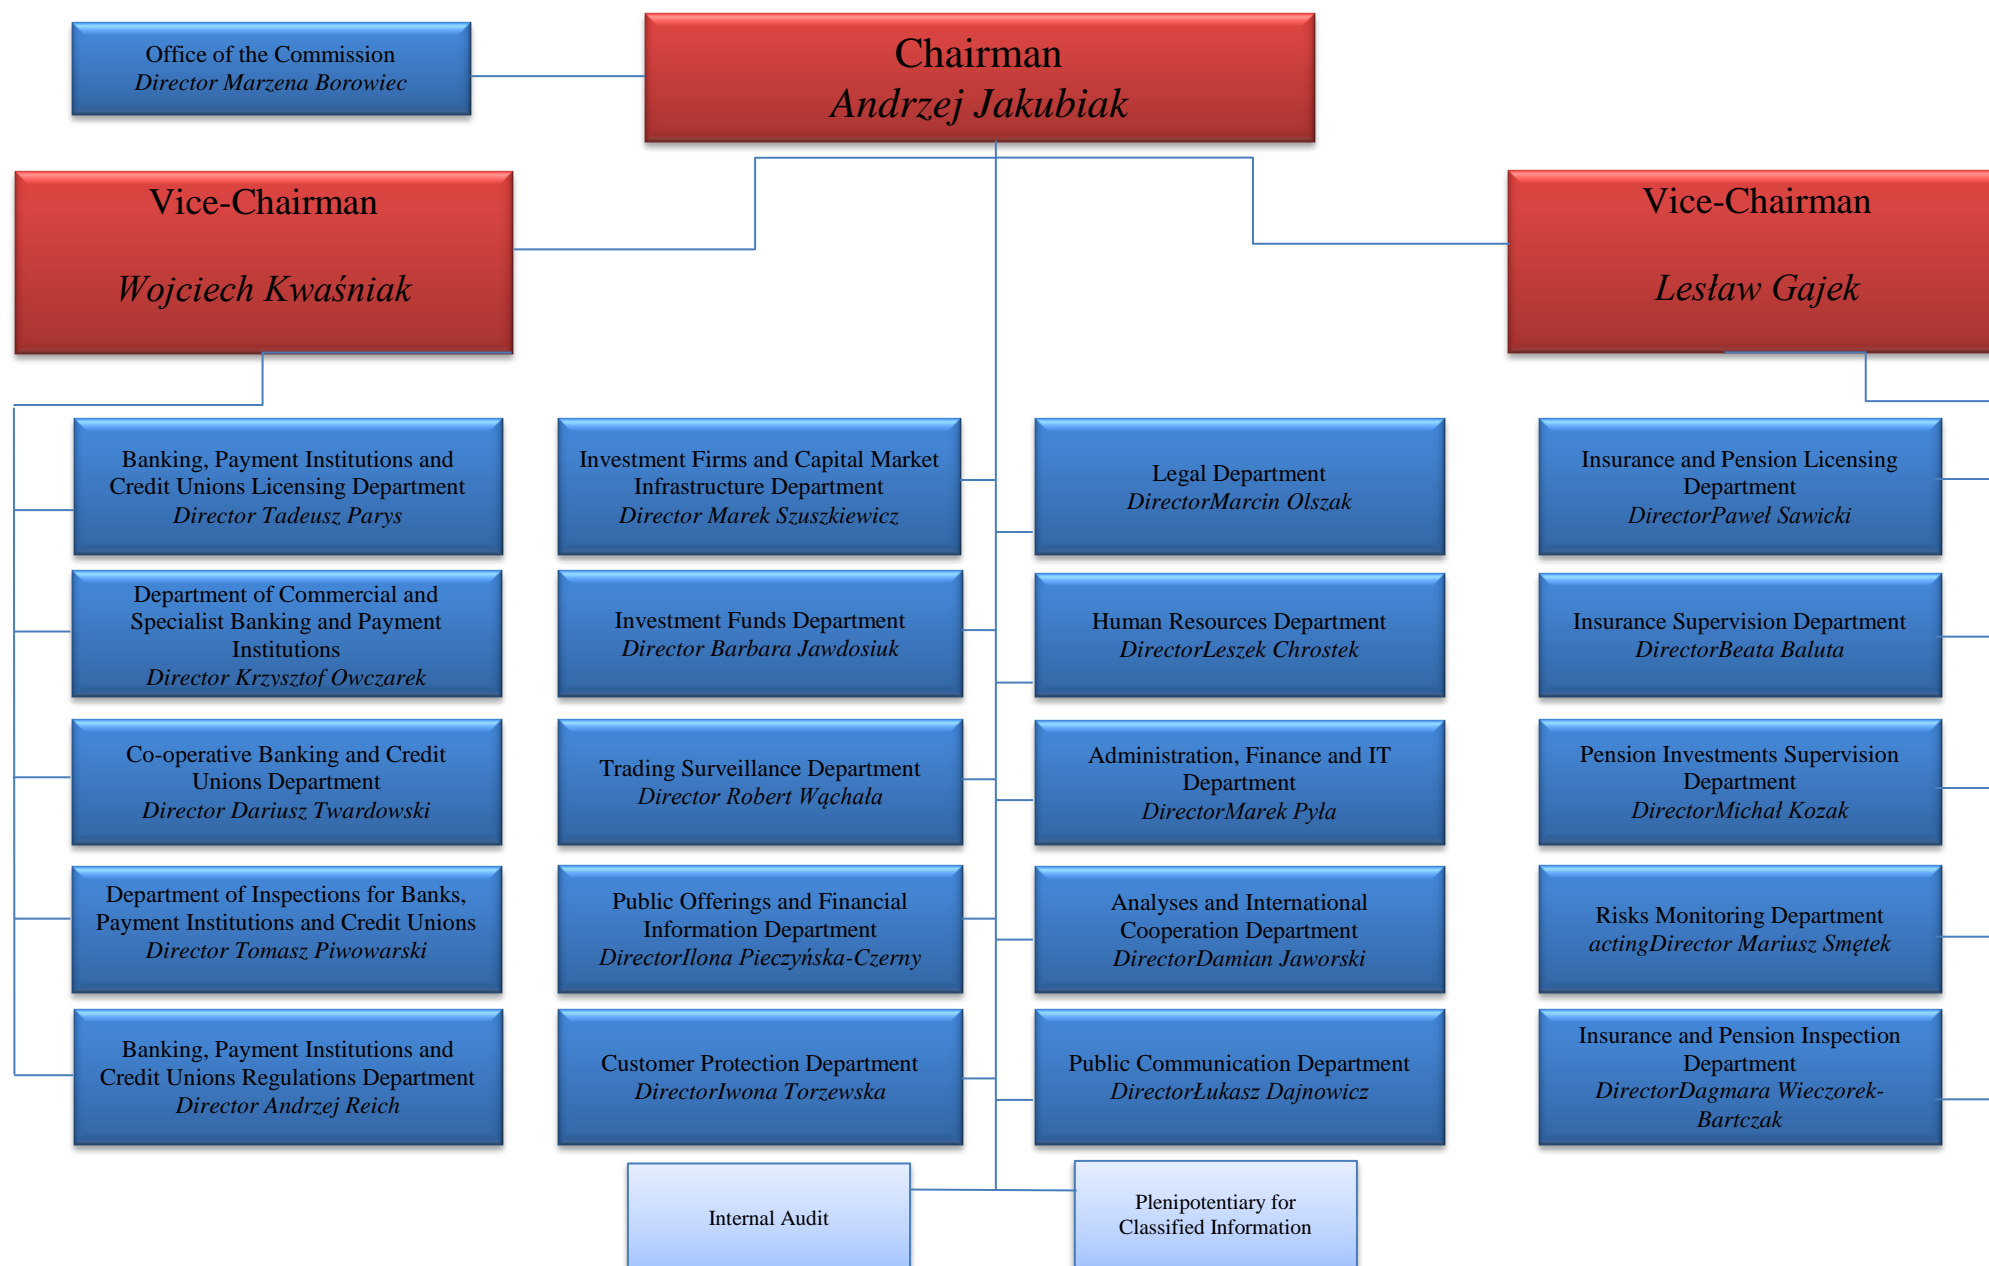 Office of the Commission
Director Marzena Borowiec
Chairman
Andrzej Jakubiak
Vice-Chairman
Wojciech Kwaśniak
Vice-Chairman
Lesław Gajek
Banking, Payment Institutions and
Credit Unions Licensing Department
Director Tadeusz Parys
Department of Commercial and
Specialist Banking and Payment
Institutions
Director Krzysztof Owczarek
Co-operative Banking and Credit
Unions Department
Director Dariusz Twardowski
Department of Inspections for Banks,
Payment Institutions and Credit Unions
Director Tomasz Piwowarski
Banking, Payment Institutions and
Credit Unions Regulations Department
Director Andrzej Reich
Investment Firms and Capital Market
Infrastructure Department
Director Marek Szuszkiewicz
Investment Funds Department
Director Barbara Jawdosiuk
Trading Surveillance Department
Director Robert Wąchała
Public Offerings and Financial
Information Department
DirectorIlona Pieczyńska-Czerny
Customer Protection Department
DirectorIwona Torzewska
Legal Department
DirectorMarcin Olszak
Human Resources Department
DirectorLeszek Chrostek
Administration, Finance and IT
Department
DirectorMarek Pyła
Analyses and International
Cooperation Department
DirectorDamian Jaworski
Public Communication Department
DirectorŁukasz Dajnowicz
Insurance and Pension Licensing
Department
DirectorPaweł Sawicki
Insurance Supervision Department
DirectorBeata Baluta
Pension Investments Supervision
Department
DirectorMichał Kozak
Risks Monitoring Department
actingDirector Mariusz Smętek
Insurance and Pension Inspection
Department
DirectorDagmara Wieczorek-
Bartczak
Internal Audit
Plenipotentiary for
Classified Information